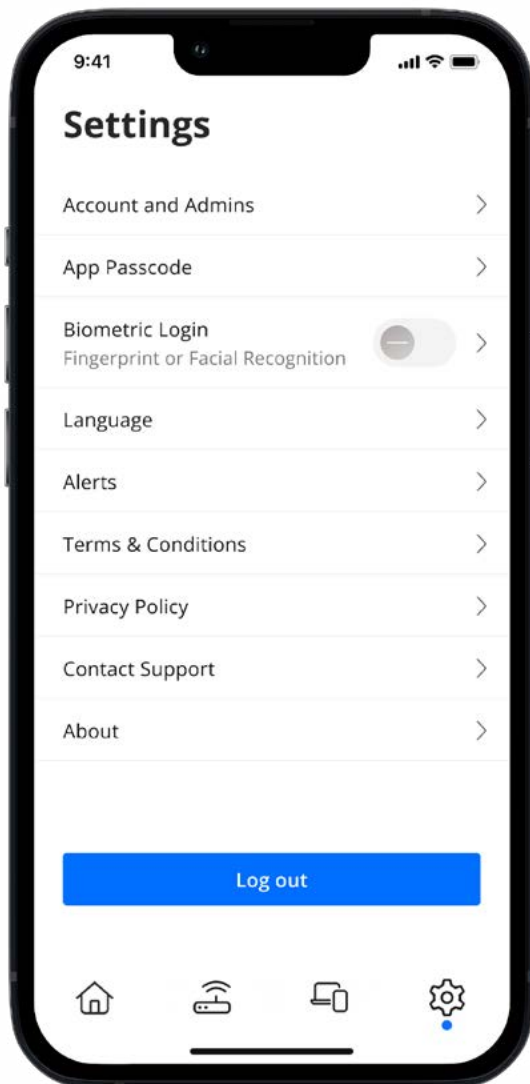 9:41
Settings
Account and Admins
App Passcode
Biometric Login
Fingerprint or Facial Recognition
Language
Alerts
Terms & Conditions
Privacy Policy
Contact Support
About
Log out